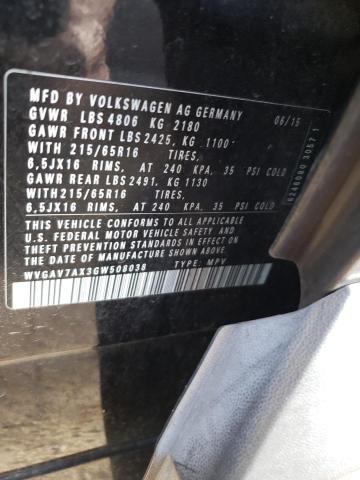 MFD BY VOLKSWAGEN AG GERMANY 06/15
GVWR LBS 4806 KG 2180
GAWR FRONT LBS 2425, KG 1100
WITH 215/65R16 TIRES,
6,5JX16 RIMS, AT 240 KPA, 35 PSI COLD
GAWR REAR LBS 2491, KG 1130
WITH 215/65R16 TIRES,
6,5JX16 RIMS, AT 240 KPA, 35 PSI COLD
THIS VEHICLE CONFORMS TO ALL APPLICABLE
U.S. FEDERAL MOTOR VEHICLE SAFETY AND
THEFT PREVENTION STANDARDS IN EFFECT ON
THE DATE OF MANUFACTURE SHOWN ABOVE.
WVGAV7AX3GW508038 TYPE: MPV